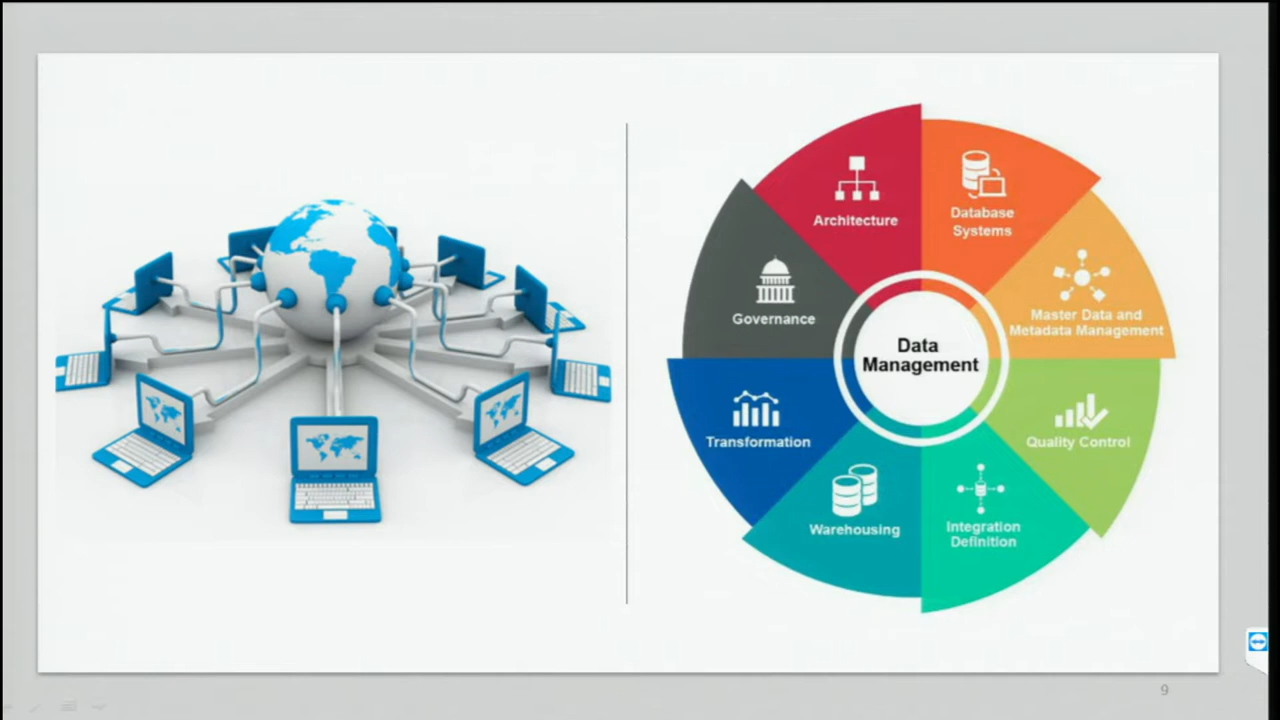 Architecture
Database
Systems
Governance
Master Data and
Metadata Management
Data
Management
Transformation
Quality Control
Warehousing
Integration
Definition
9